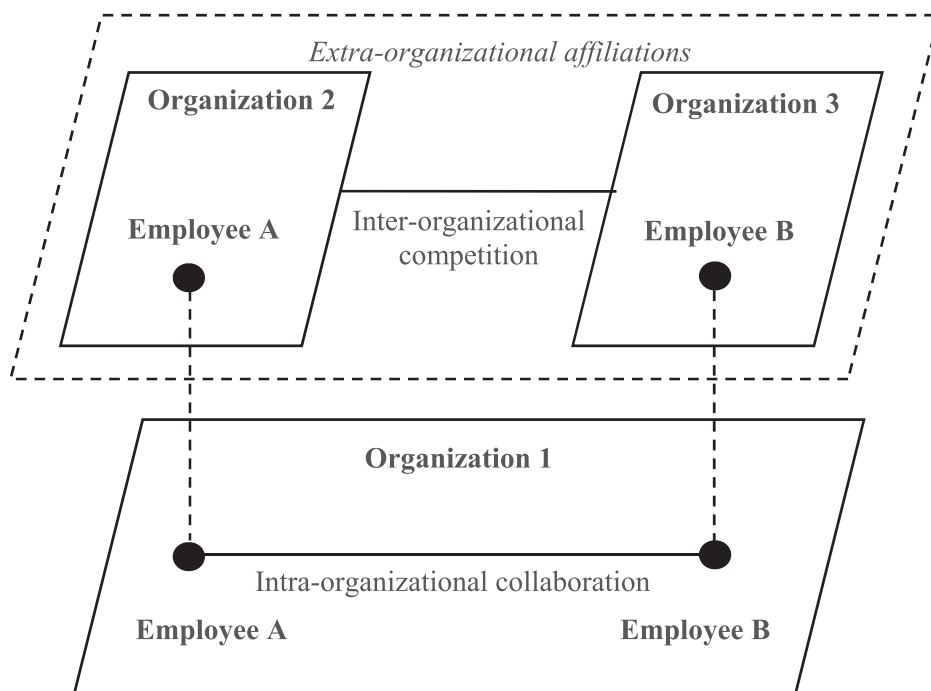 Extra-organizational affiliations
Organization 2
Organization 3
Employee A
Inter-organizational
competition
Employee B
Organization 1
Intra-organizational collaboration
Employee A
Employee B